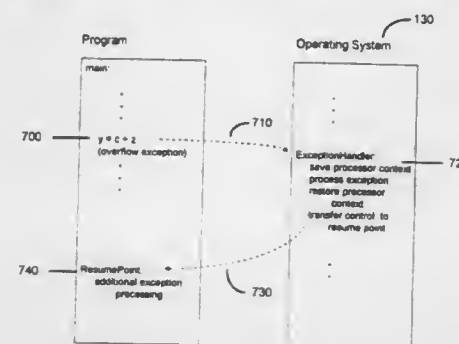 Program
Operating System
130
main:
700
y = c + z
(overflow exception)
710
ExceptionHandler
save processor context
process exception
restore processor
context
transfer control to
resume point
72
740
ResumePoint
additional exception
processing
730